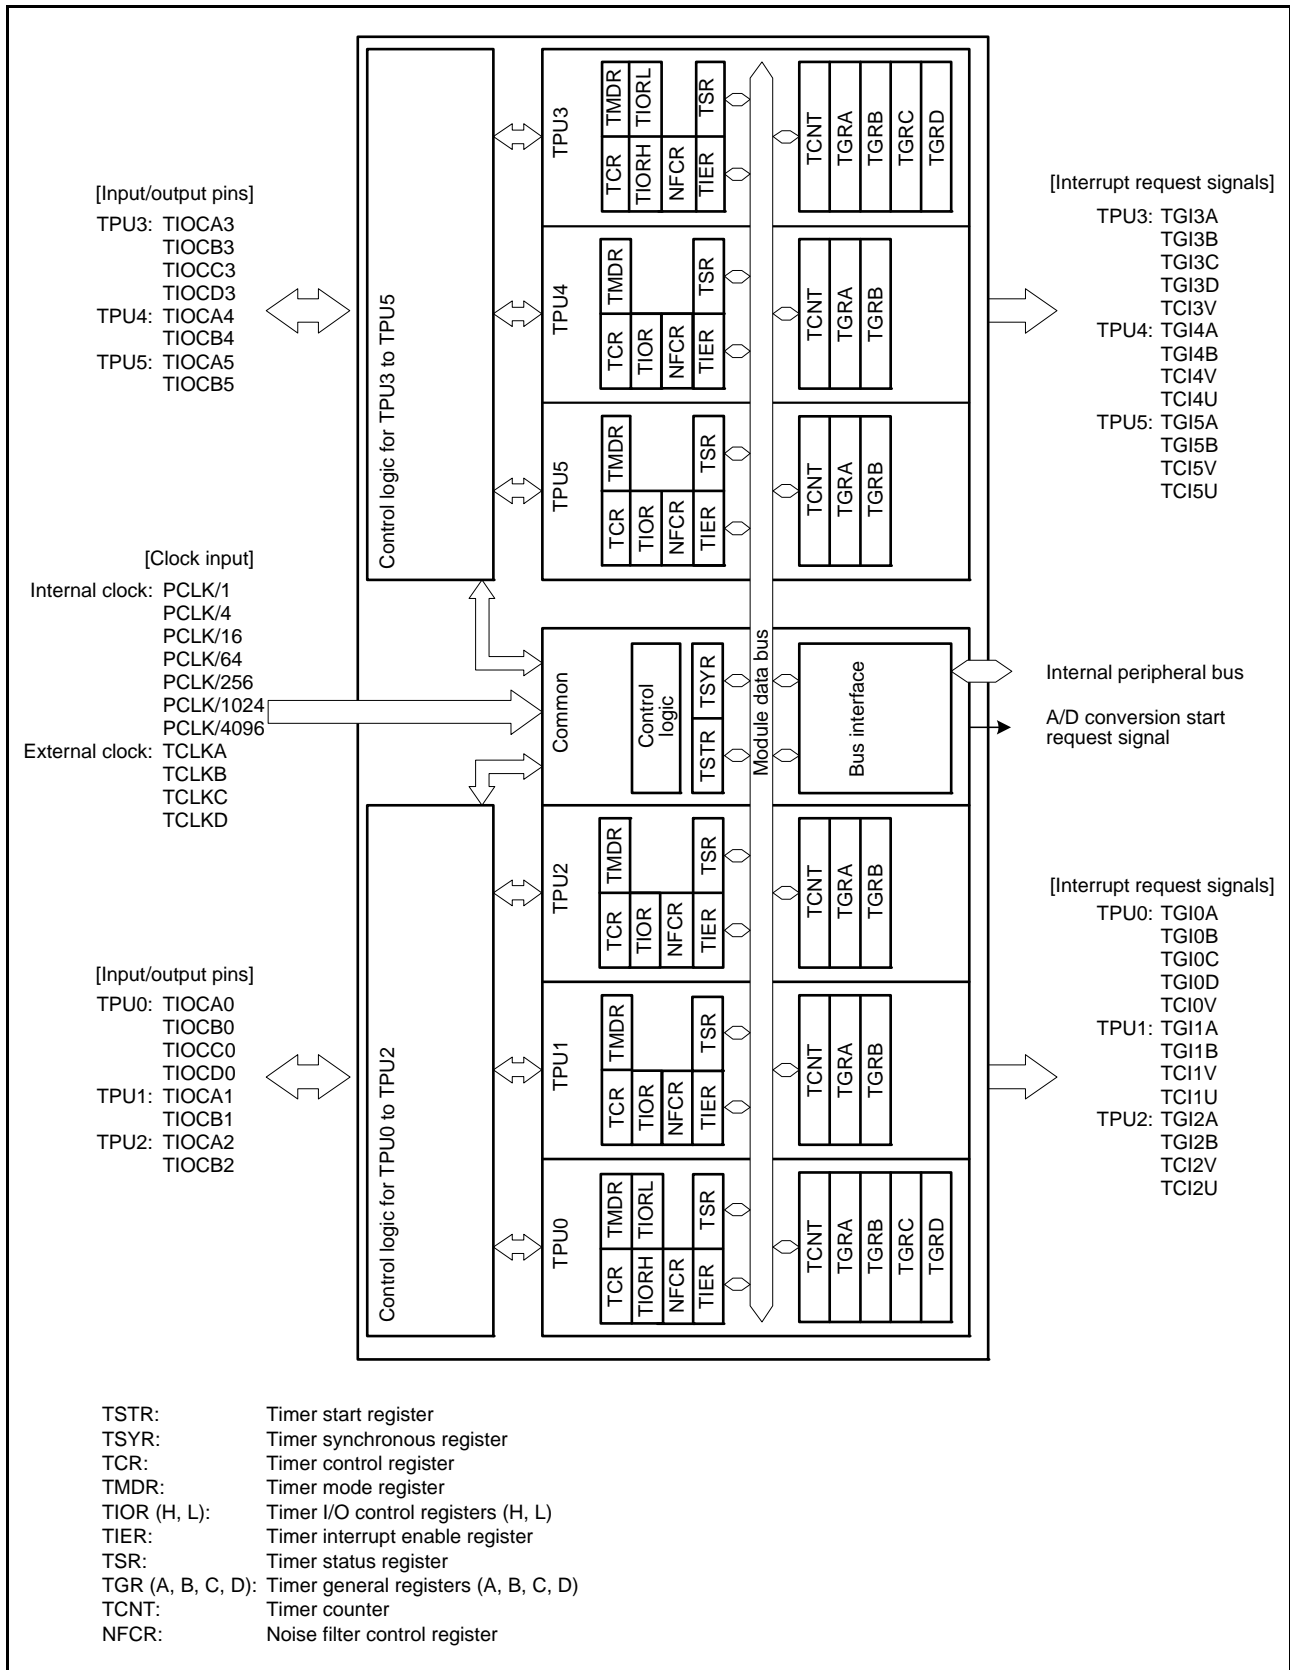 [Input/output pins]
TPU3: TIOCA3
TIOCB3
TIOCC3
TIOCD3
TPU4: TIOCA4
TIOCB4
TPU5: TIOCA5
TIOCB5
[Clock input]
Internal clock: PCLK/1
PCLK/4
PCLK/16
PCLK/64
PCLK/256
PCLK/1024
PCLK/4096
External clock: TCLKA
TCLKB
TCLKC
TCLKD
[Input/output pins]
TPU0: TIOCA0
TIOCB0
TIOCC0
TIOCD0
TPU1: TIOCA1
TIOCB1
TPU2: TIOCA2
TIOCB2
Control logic for TPU3 to TPU5
Control logic for TPU0 to TPU2
TPU3
TCR
TMDR
TIORH
TIORL
NFCR
TIER
TSR
TCNT
TGRA
TGRB
TGRC
TGRD
TPU4
TCR
TMDR
TIOR
NFCR
TIER
TSR
TCNT
TGRA
TGRB
TPU5
TCR
TMDR
TIOR
NFCR
TIER
TSR
TCNT
TGRA
TGRB
Common
Control
logic
TSTR
TSYR
Module data bus
Bus interface
TPU2
TCR
TMDR
TIOR
NFCR
TIER
TSR
TCNT
TGRA
TGRB
TPU1
TCR
TMDR
TIOR
NFCR
TIER
TSR
TCNT
TGRA
TGRB
TPU0
TCR
TMDR
TIORH
TIORL
NFCR
TIER
TSR
TCNT
TGRA
TGRB
TGRC
TGRD
[Interrupt request signals]
TPU3: TGI3A
TGI3B
TGI3C
TGI3D
TCI3V
TPU4: TGI4A
TGI4B
TCI4V
TCI4U
TPU5: TGI5A
TGI5B
TCI5V
TCI5U
Internal peripheral bus
A/D conversion start
request signal
[Interrupt request signals]
TPU0: TGI0A
TGI0B
TGI0C
TGI0D
TCI0V
TPU1: TGI1A
TGI1B
TCI1V
TCI1U
TPU2: TGI2A
TGI2B
TCI2V
TCI2U
TSTR: Timer start register
TSYR: Timer synchronous register
TCR: Timer control register
TMDR: Timer mode register
TIOR (H, L): Timer I/O control registers (H, L)
TIER: Timer interrupt enable register
TSR: Timer status register
TGR (A, B, C, D): Timer general registers (A, B, C, D)
TCNT: Timer counter
NFCR: Noise filter control register